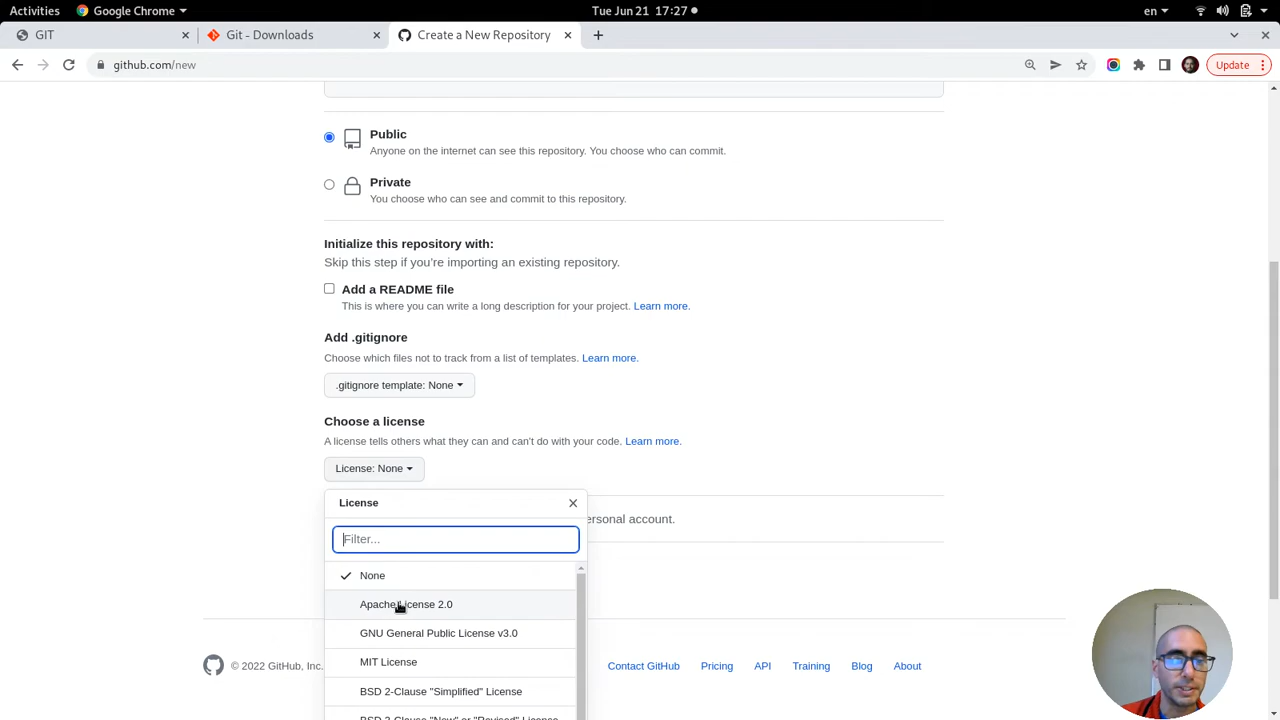 Activities Google Chrome Tue Jun 21 17:27 en
GIT Git - Downloads Create a New Repository
github.com/new Update
Public
Anyone on the internet can see this repository. You choose who can commit.
Private
You choose who can see and commit to this repository.
Initialize this repository with:
Skip this step if you're importing an existing repository.
Add a README file
This is where you can write a long description for your project. Learn more.
Add .gitignore
Choose which files not to track from a list of templates. Learn more.
.gitignore template: None
Choose a license
A license tells others what they can and can't do with your code. Learn more.
License: None
License
ersonal account.
Filter...
None
Apache License 2.0
GNU General Public License v3.0
MIT License
© 2022 GitHub, Inc. Contact GitHub Pricing API Training Blog About
BSD 2-Clause "Simplified" License
BSD 3-Clause "New" or "Revised" License